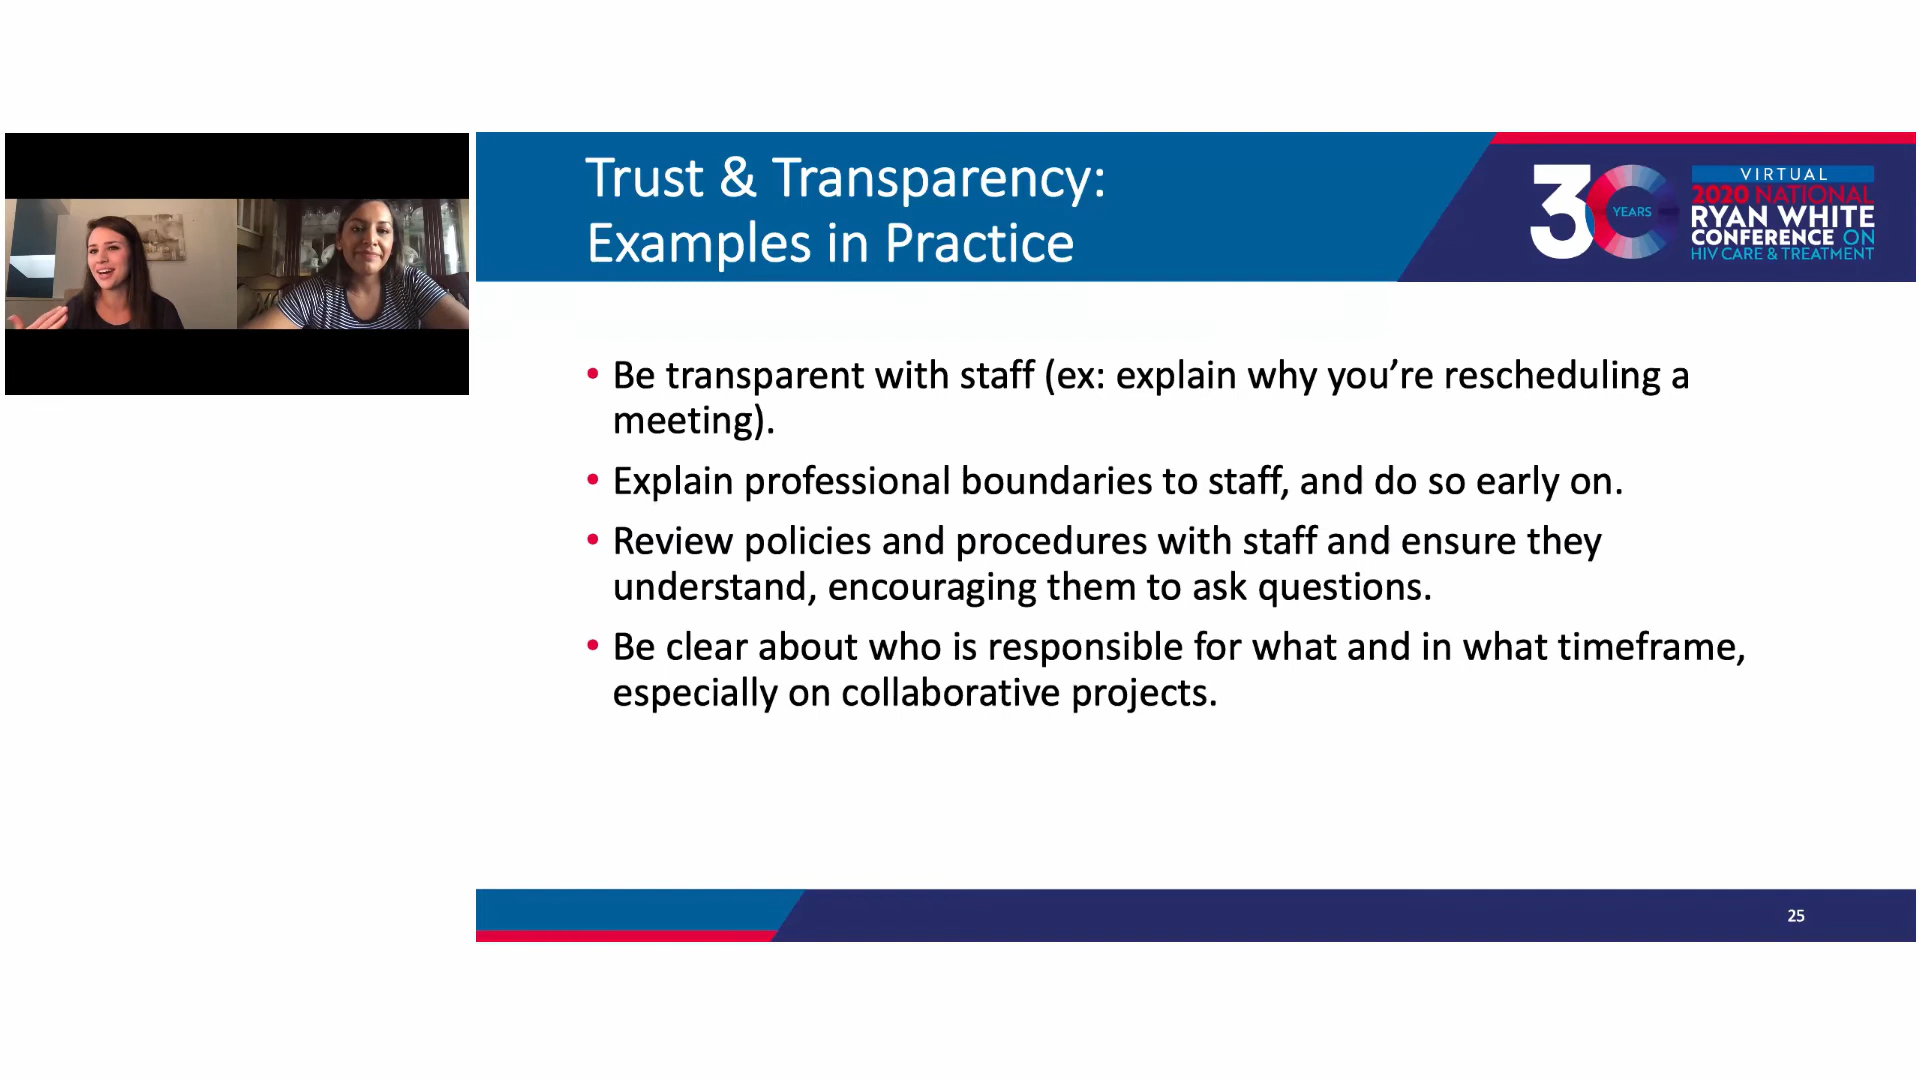 Trust & Transparency:
Examples in Practice
30
YEARS
VIRTUAL
2020 NATIONAL
RYAN WHITE
CONFERENCE ON
HIV CARE & TREATMENT
• Be transparent with staff (ex: explain why you’re rescheduling a
meeting).
• Explain professional boundaries to staff, and do so early on.
• Review policies and procedures with staff and ensure they
understand, encouraging them to ask questions.
• Be clear about who is responsible for what and in what timeframe,
especially on collaborative projects.
25